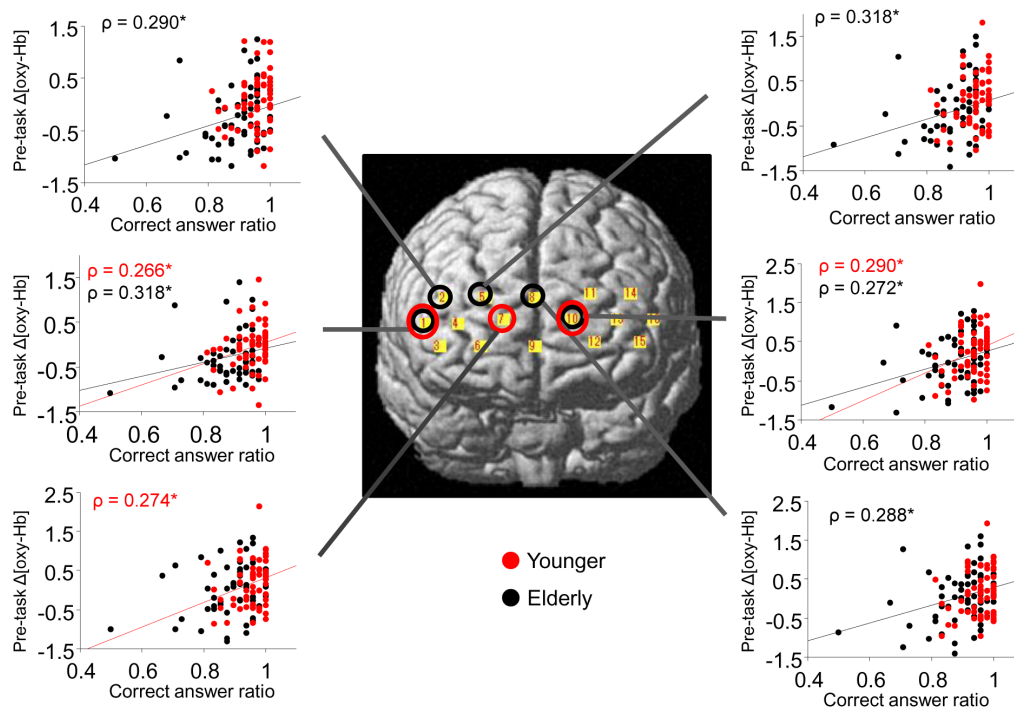 ρ = 0.290*
Pre-task Δ[oxy-Hb]
1.5
0.5
-0.5
-1.5
0.4 0.6 0.8 1
Correct answer ratio
ρ = 0.318*
Pre-task Δ[oxy-Hb]
1.5
0.5
-0.5
-1.5
0.4 0.6 0.8 1
Correct answer ratio
ρ = 0.266*
ρ = 0.318*
Pre-task Δ[oxy-Hb]
1.5
0.5
-0.5
-1.5
0.4 0.6 0.8 1
Correct answer ratio
2 5 8 11 14
1 4 7 10
3 6 9 12 15
ρ = 0.290*
ρ = 0.272*
Pre-task Δ[oxy-Hb]
2.5
1.5
0.5
-0.5
-1.5
0.4 0.6 0.8 1
Correct answer ratio
ρ = 0.274*
Pre-task Δ[oxy-Hb]
2.5
1.5
0.5
-0.5
-1.5
0.4 0.6 0.8 1
Correct answer ratio
Younger
Elderly
ρ = 0.288*
Pre-task Δ[oxy-Hb]
2.5
1.5
0.5
-0.5
-1.5
0.4 0.6 0.8 1
Correct answer ratio